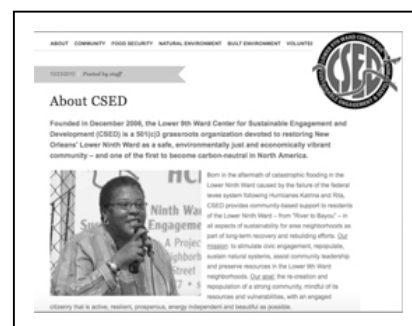 ABOUT COMMUNITY FOOD SECURITY NATURAL ENVIRONMENT BUILT ENVIRONMENT VOLUNTEE
Posted by staff
About CSED
Founded in December 2006, the Lower 9th Ward Center for Sustainable Engagement and
Development (CSED) is a 501(c)3 grassroots organization devoted to restoring New
Orleans' Lower Ninth Ward as a safe, environmentally just and economically vibrant
community – and one of the first to become carbon-neutral in North America.
Born in the aftermath of catastrophic flooding in the
Lower Ninth Ward caused by the failure of the federal
levee system following Hurricanes Katrina and Rita,
CSED provides community-based support to residents
of the Lower Ninth Ward – from "River to Bayou" – in
all aspects of sustainability for area neighborhoods as
part of long-term recovery and rebuilding efforts. Our
mission: to stimulate civic engagement, repopulate,
sustain natural systems, assist community leadership
and preserve resources in the Lower 9th Ward
neighborhoods. Our goal: the re-creation and
repopulation of a strong community, mindful of its
resources and vulnerabilities, with an engaged
citizenry that is active, resilient, prosperous, energy independent and beautiful as possible.
CSED
Ninth Wa
Engageme
A Projec
Street